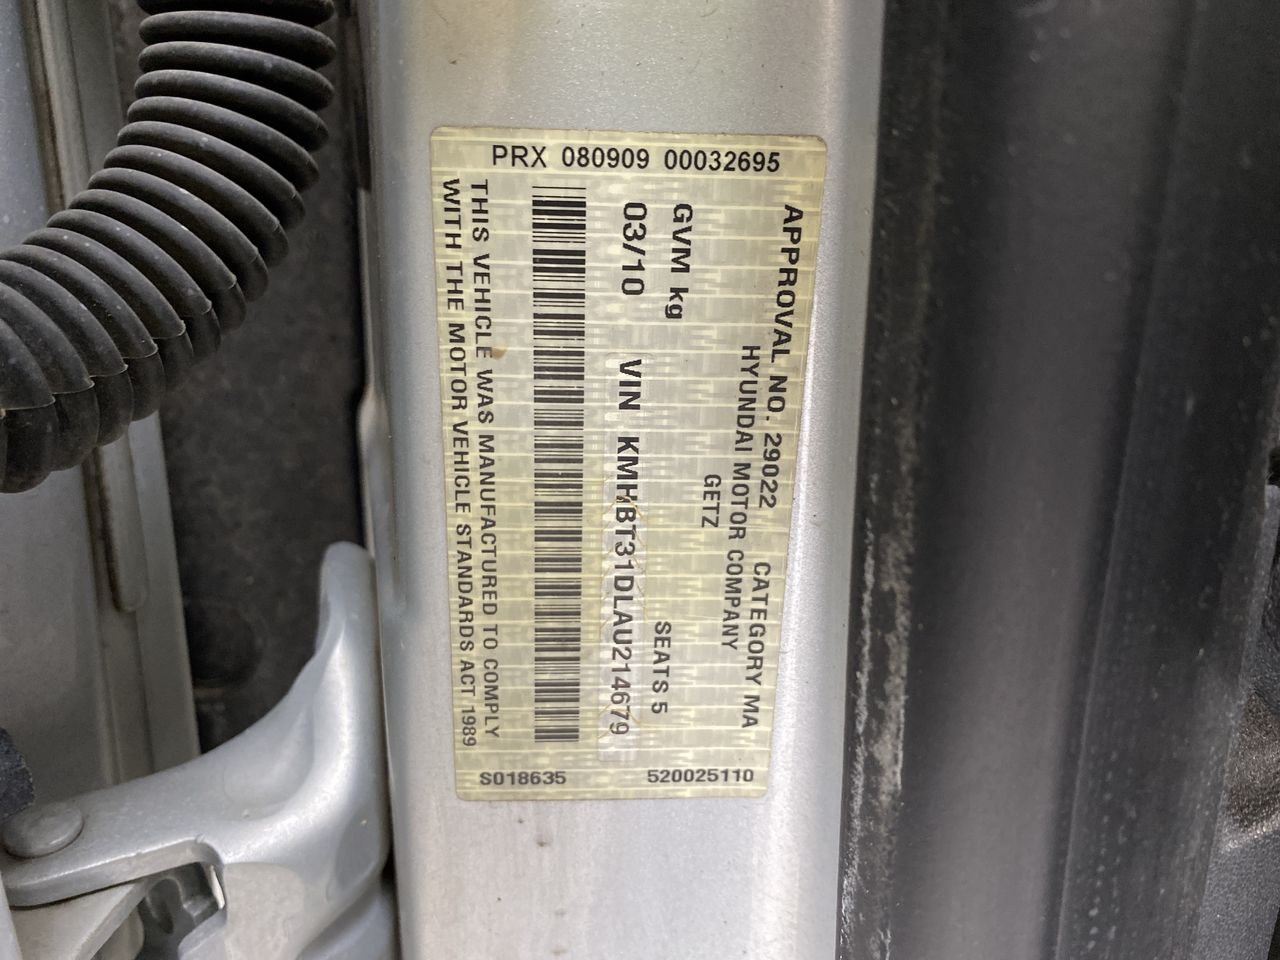 PRX 080909 00032695
APPROVAL NO. 29022 CATEGORY MA
HYUNDAI MOTOR COMPANY
GETZ
GVM kg SEATS 5
03/10 VIN KMHBT31DLAU214679
THIS VEHICLE WAS MANUFACTURED TO COMPLY
WITH THE MOTOR VEHICLE STANDARDS ACT 1989
S018635 520025110